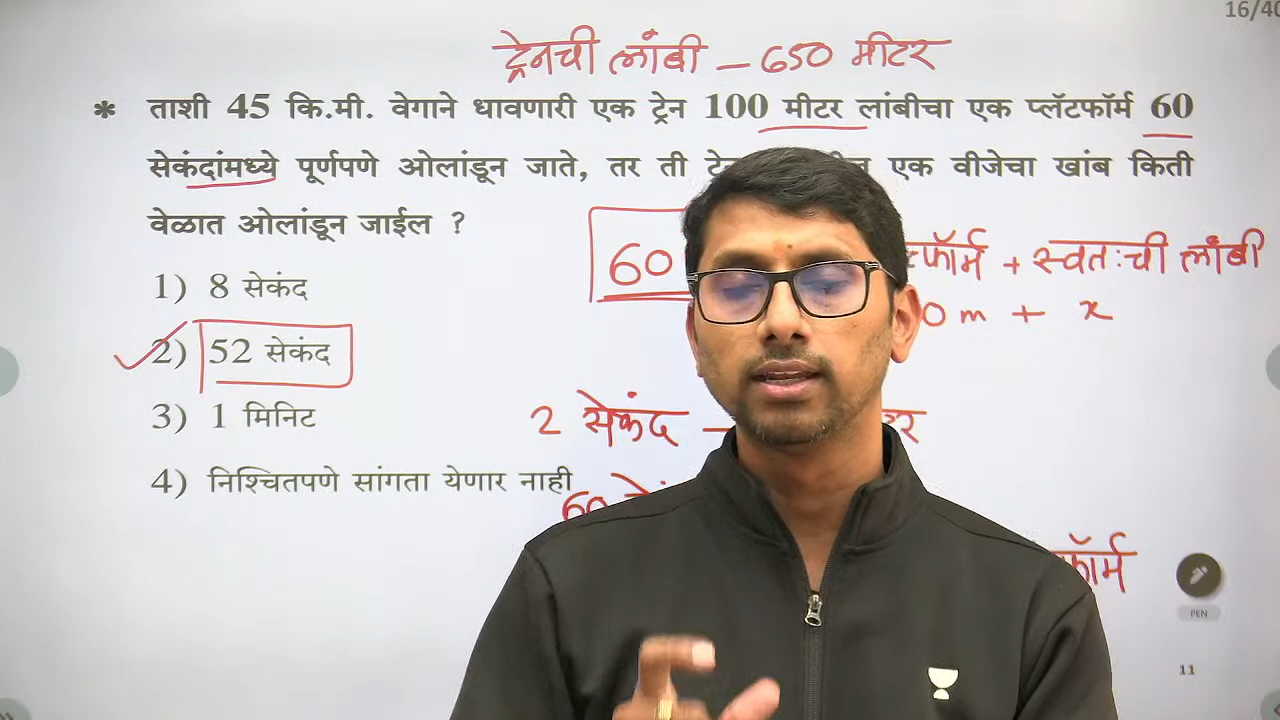 16/40
ट्रेनची लांबी – 650 मीटर
* ताशी 45 कि.मी. वेगाने धावणारी एक ट्रेन 100 मीटर लांबीचा एक प्लॅटफॉर्म 60
सेकंदांमध्ये पूर्णपणे ओलांडून जाते, तर ती एक वीजेचा खांब किती
वेळात ओलांडून जाईल ?
60 फॉर्म + स्वतःची लांबी
1) 8 सेकंद
m + x
2) 52 सेकंद
3) 1 मिनिट
2 सेकंद –
4) निश्चितपणे सांगता येणार नाही
60
फॉर्म
PEN
11